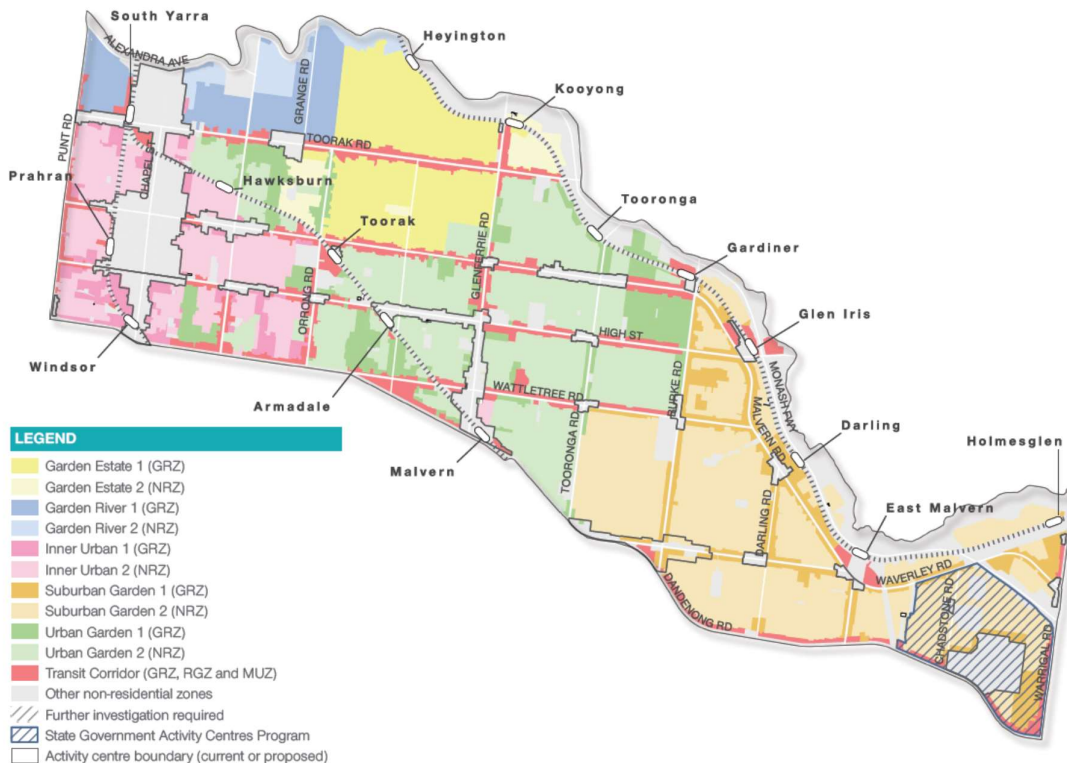 South Yarra
Heyington
ALEXANDRA AVE
GRANGE RD
Kooyong
PUNT RD
TOORAK RD
CHAPEL ST
Prahran
Hawksburn
Tooronga
Toorak
GLENFERRIE RD
Gardiner
ORRONG RD
HIGH ST
Glen Iris
Windsor
BURKE RD
MONASH FWY
WATTLETREE RD
Armadale
MALVERN RD
Darling
Holmesglen
Malvern
TOORONGA RD
DARLING RD
East Malvern
WAVERLEY RD
DANDENONG RD
CHADSTONE RD
WARRIGAL RD
LEGEND
Garden Estate 1 (GRZ)
Garden Estate 2 (NRZ)
Garden River 1 (GRZ)
Garden River 2 (NRZ)
Inner Urban 1 (GRZ)
Inner Urban 2 (NRZ)
Suburban Garden 1 (GRZ)
Suburban Garden 2 (NRZ)
Urban Garden 1 (GRZ)
Urban Garden 2 (NRZ)
Transit Corridor (GRZ, RGZ and MUZ)
Other non-residential zones
Further investigation required
State Government Activity Centres Program
Activity centre boundary (current or proposed)